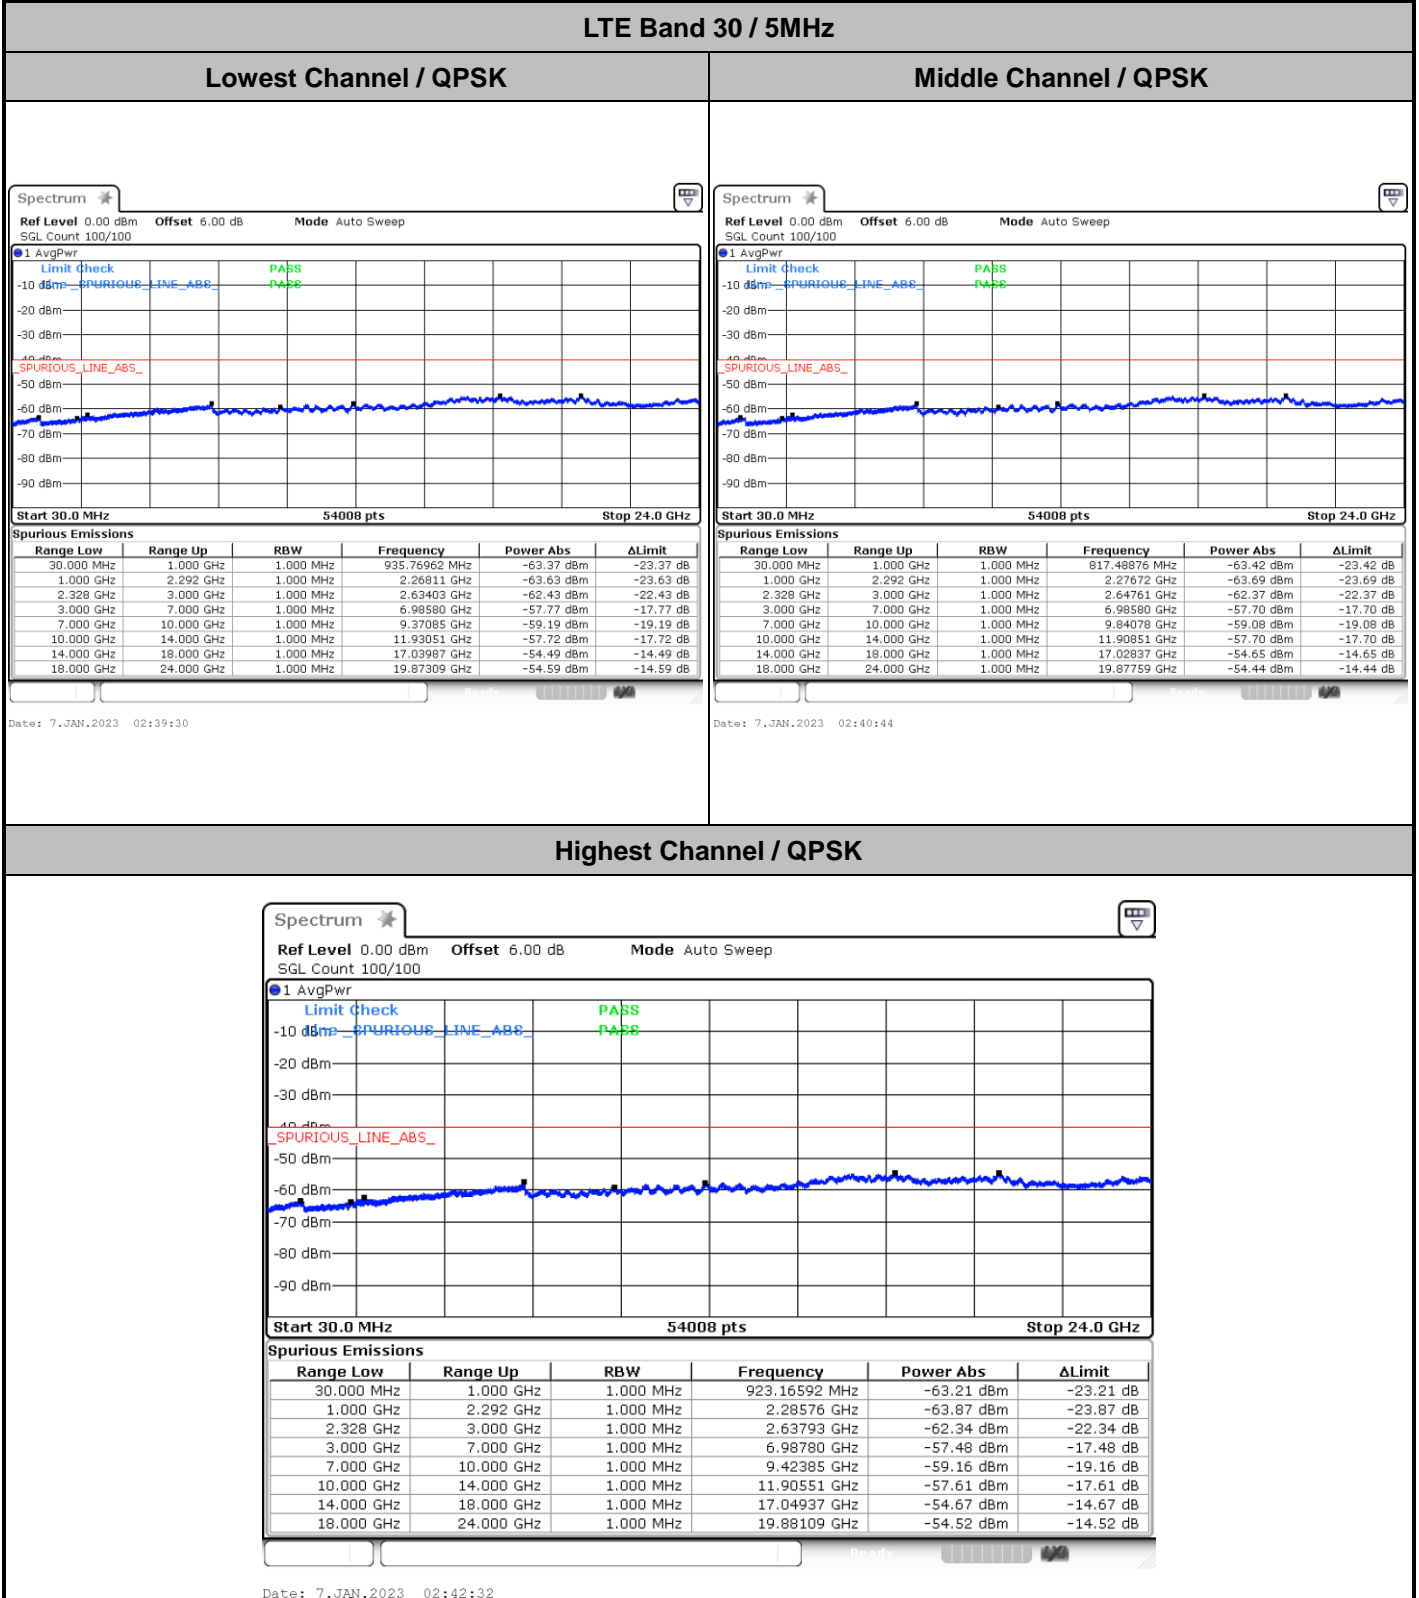 LTE Band 30 / 5MHz
Lowest Channel / QPSK
Middle Channel / QPSK
Spectrum
Ref Level 0.00 dBm Offset 6.00 dB Mode Auto Sweep
SGL Count 100/100
1 AvgPwr
Limit Check PASS
Line _SPURIOUS_LINE_ABS_ PASS
-10 dBm
-20 dBm
-30 dBm
-40 dBm
_SPURIOUS_LINE_ABS_
-50 dBm
-60 dBm
-70 dBm
-80 dBm
-90 dBm
Start 30.0 MHz 54008 pts Stop 24.0 GHz
Spurious Emissions
Range Low Range Up RBW Frequency Power Abs ΔLimit
30.000 MHz 1.000 GHz 1.000 MHz 935.76962 MHz -63.37 dBm -23.37 dB
1.000 GHz 2.292 GHz 1.000 MHz 2.26811 GHz -63.63 dBm -23.63 dB
2.328 GHz 3.000 GHz 1.000 MHz 2.63403 GHz -62.43 dBm -22.43 dB
3.000 GHz 7.000 GHz 1.000 MHz 6.98580 GHz -57.77 dBm -17.77 dB
7.000 GHz 10.000 GHz 1.000 MHz 9.37085 GHz -59.19 dBm -19.19 dB
10.000 GHz 14.000 GHz 1.000 MHz 11.93051 GHz -57.72 dBm -17.72 dB
14.000 GHz 18.000 GHz 1.000 MHz 17.03987 GHz -54.49 dBm -14.49 dB
18.000 GHz 24.000 GHz 1.000 MHz 19.87309 GHz -54.59 dBm -14.59 dB
Ready
Date: 7.JAN.2023 02:39:30
Spectrum
Ref Level 0.00 dBm Offset 6.00 dB Mode Auto Sweep
SGL Count 100/100
1 AvgPwr
Limit Check PASS
Line _SPURIOUS_LINE_ABS_ PASS
-10 dBm
-20 dBm
-30 dBm
-40 dBm
_SPURIOUS_LINE_ABS_
-50 dBm
-60 dBm
-70 dBm
-80 dBm
-90 dBm
Start 30.0 MHz 54008 pts Stop 24.0 GHz
Spurious Emissions
Range Low Range Up RBW Frequency Power Abs ΔLimit
30.000 MHz 1.000 GHz 1.000 MHz 817.48876 MHz -63.42 dBm -23.42 dB
1.000 GHz 2.292 GHz 1.000 MHz 2.27672 GHz -63.69 dBm -23.69 dB
2.328 GHz 3.000 GHz 1.000 MHz 2.64761 GHz -62.37 dBm -22.37 dB
3.000 GHz 7.000 GHz 1.000 MHz 6.98580 GHz -57.70 dBm -17.70 dB
7.000 GHz 10.000 GHz 1.000 MHz 9.84078 GHz -59.08 dBm -19.08 dB
10.000 GHz 14.000 GHz 1.000 MHz 11.90851 GHz -57.70 dBm -17.70 dB
14.000 GHz 18.000 GHz 1.000 MHz 17.02837 GHz -54.65 dBm -14.65 dB
18.000 GHz 24.000 GHz 1.000 MHz 19.87759 GHz -54.44 dBm -14.44 dB
Ready
Date: 7.JAN.2023 02:40:44
Highest Channel / QPSK
Spectrum
Ref Level 0.00 dBm Offset 6.00 dB Mode Auto Sweep
SGL Count 100/100
1 AvgPwr
Limit Check PASS
Line _SPURIOUS_LINE_ABS_ PASS
-10 dBm
-20 dBm
-30 dBm
-40 dBm
_SPURIOUS_LINE_ABS_
-50 dBm
-60 dBm
-70 dBm
-80 dBm
-90 dBm
Start 30.0 MHz 54008 pts Stop 24.0 GHz
Spurious Emissions
Range Low Range Up RBW Frequency Power Abs ΔLimit
30.000 MHz 1.000 GHz 1.000 MHz 923.16592 MHz -63.21 dBm -23.21 dB
1.000 GHz 2.292 GHz 1.000 MHz 2.28576 GHz -63.87 dBm -23.87 dB
2.328 GHz 3.000 GHz 1.000 MHz 2.63793 GHz -62.34 dBm -22.34 dB
3.000 GHz 7.000 GHz 1.000 MHz 6.98780 GHz -57.48 dBm -17.48 dB
7.000 GHz 10.000 GHz 1.000 MHz 9.42385 GHz -59.16 dBm -19.16 dB
10.000 GHz 14.000 GHz 1.000 MHz 11.90551 GHz -57.61 dBm -17.61 dB
14.000 GHz 18.000 GHz 1.000 MHz 17.04937 GHz -54.67 dBm -14.67 dB
18.000 GHz 24.000 GHz 1.000 MHz 19.88109 GHz -54.52 dBm -14.52 dB
Ready
Date: 7.JAN.2023 02:42:32